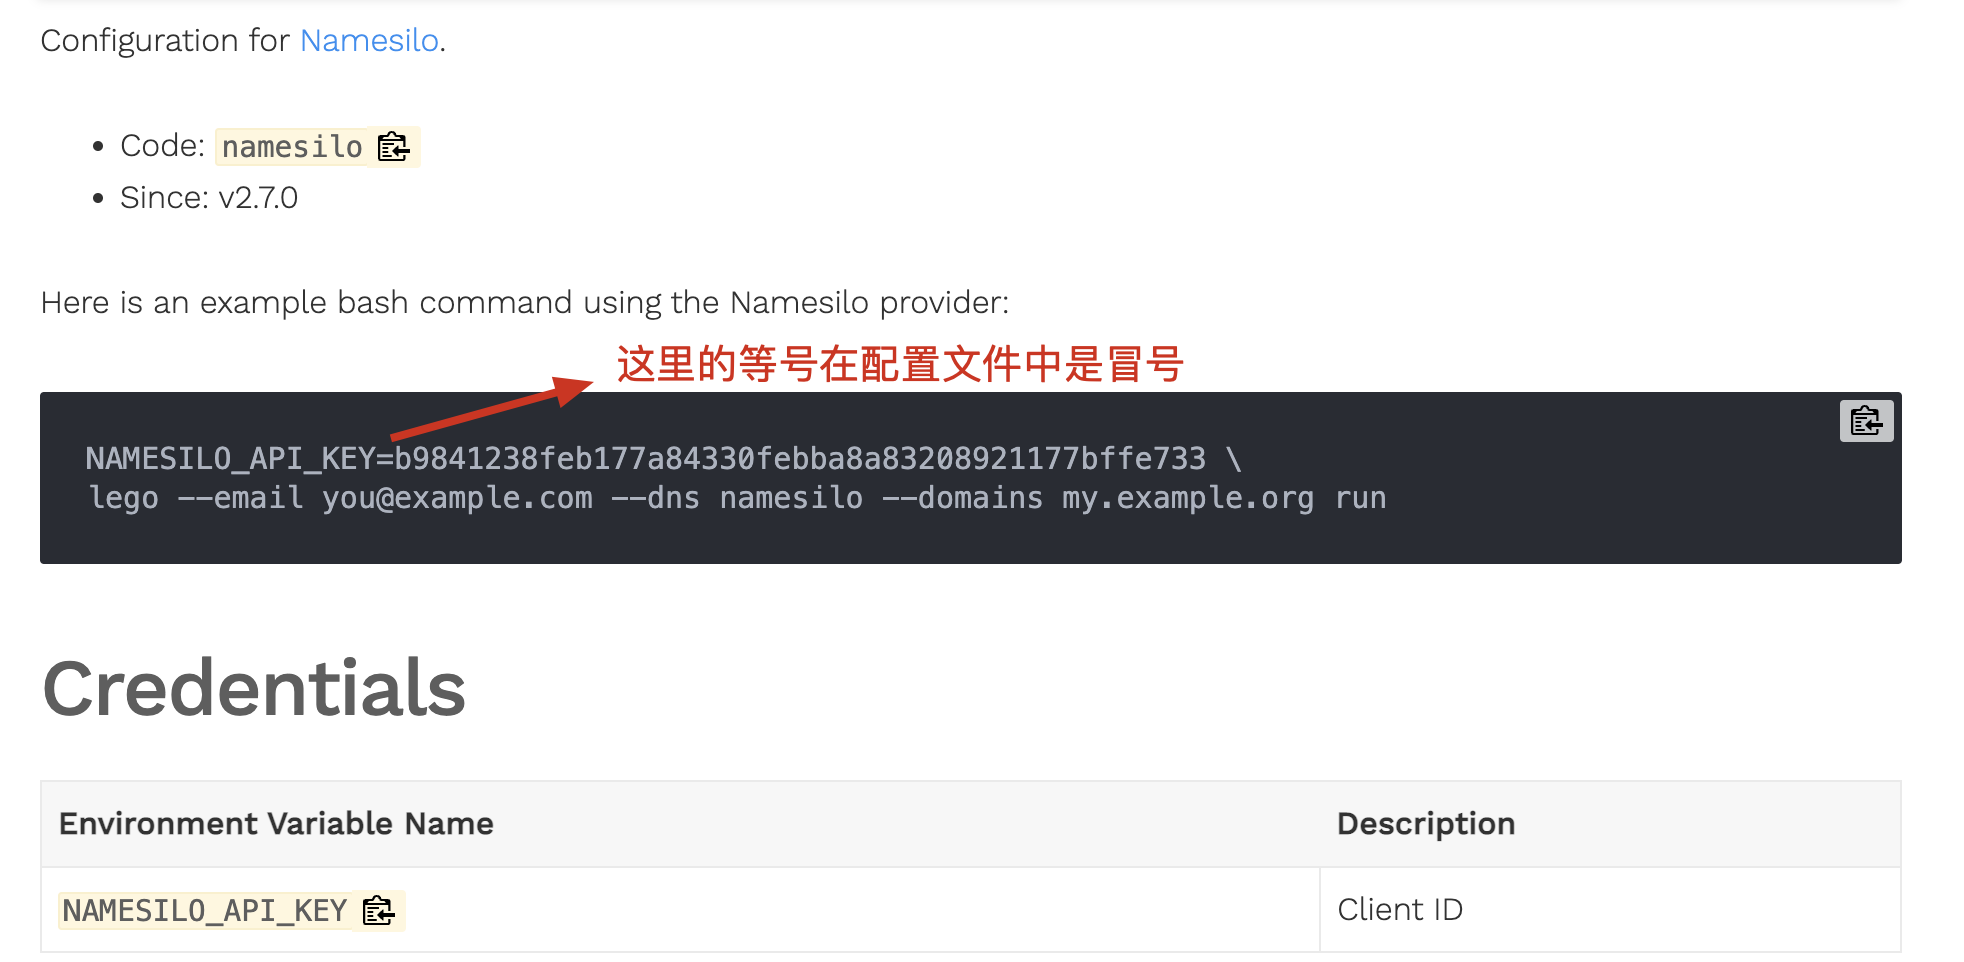 Configuration for Namesilo.
Code: namesilo
Since: v2.7.0
Here is an example bash command using the Namesilo provider:
这里的等号在配置文件中是冒号
NAMESILO_API_KEY=b9841238feb177a84330febba8a83208921177bffe733 \
lego --email you@example.com --dns namesilo --domains my.example.org run
Credentials
Environment Variable Name Description
NAMESILO_API_KEY Client ID